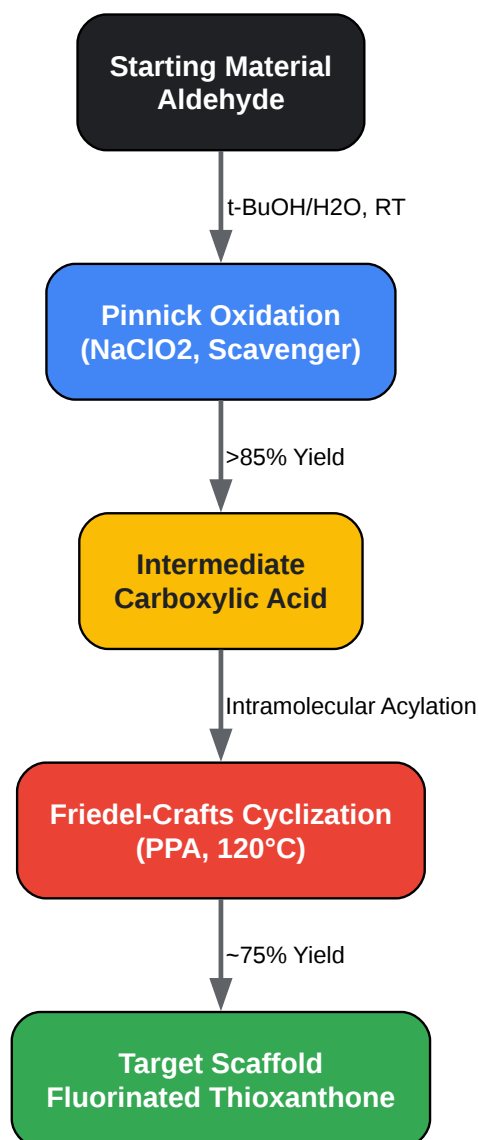 Starting Material
Aldehyde
t-BuOH/H2O, RT
Pinnick Oxidation
(NaClO2, Scavenger)
>85% Yield
Intermediate
Carboxylic Acid
Intramolecular Acylation
Friedel-Crafts Cyclization
(PPA, 120°C)
~75% Yield
Target Scaffold
Fluorinated Thioxanthone